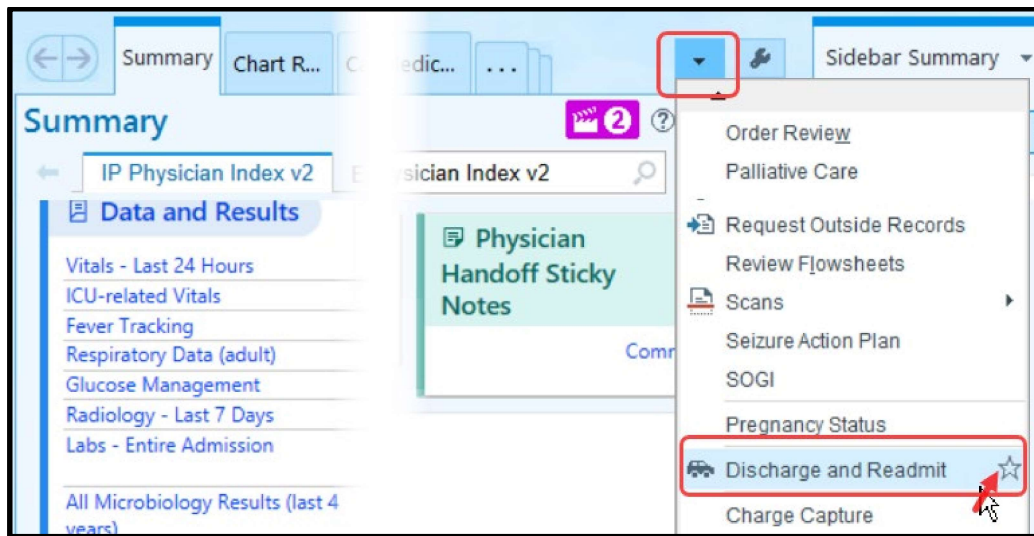 Summary
Chart R...
C
edic...
...
Sidebar Summary
Summary
2
?
IP Physician Index v2
sician Index v2
Data and Results
Vitals - Last 24 Hours
ICU-related Vitals
Fever Tracking
Respiratory Data (adult)
Glucose Management
Radiology - Last 7 Days
Labs - Entire Admission
All Microbiology Results (last 4
years)
Physician
Handoff Sticky
Notes
Comr
Order Review
Palliative Care
Request Outside Records
Review Flowsheets
Scans
Seizure Action Plan
SOGI
Pregnancy Status
Discharge and Readmit
Charge Capture